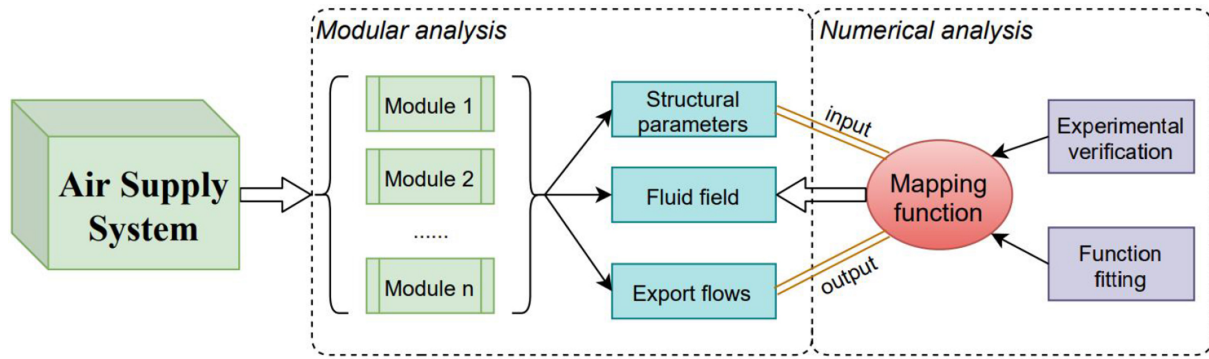 Modular analysis
Numerical analysis
Air Supply
System
Module 1
Module 2
......
Module n
Structural
parameters
Fluid field
Export flows
input
output
Mapping
function
Experimental
verification
Function
fitting